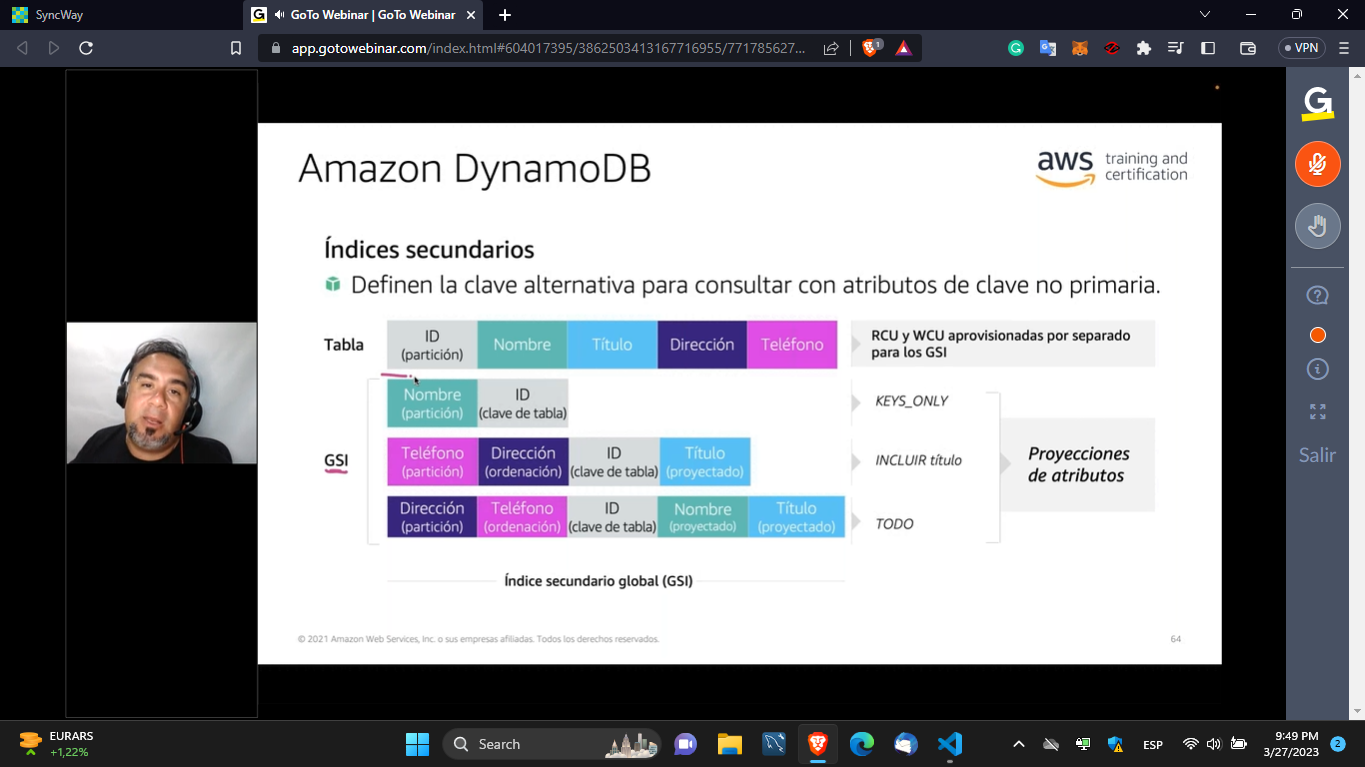 SyncWay
GoTo Webinar | GoTo Webinar
app.gotowebinar.com/index.html#604017395/3862503413167716955/771785627...
1
VPN
Amazon DynamoDB
aws training and certification
Índices secundarios
Definen la clave alternativa para consultar con atributos de clave no primaria.
Tabla
ID
(partición)
Nombre
Título
Dirección
Teléfono
RCU y WCU aprovisionadas por separado
para los GSI
Nombre
(partición)
ID
(clave de tabla)
KEYS_ONLY
GSI
Teléfono
(partición)
Dirección
(ordenación)
ID
(clave de tabla)
Título
(proyectado)
INCLUIR título
Proyecciones
de atributos
Dirección
(partición)
Teléfono
(ordenación)
ID
(clave de tabla)
Nombre
(proyectado)
Título
(proyectado)
TODO
Índice secundario global (GSI)
© 2021 Amazon Web Services, Inc. o sus empresas afiliadas. Todos los derechos reservados.
64
Salir
EURARS
+1,22%
Search
ESP
9:49 PM
3/27/2023
2